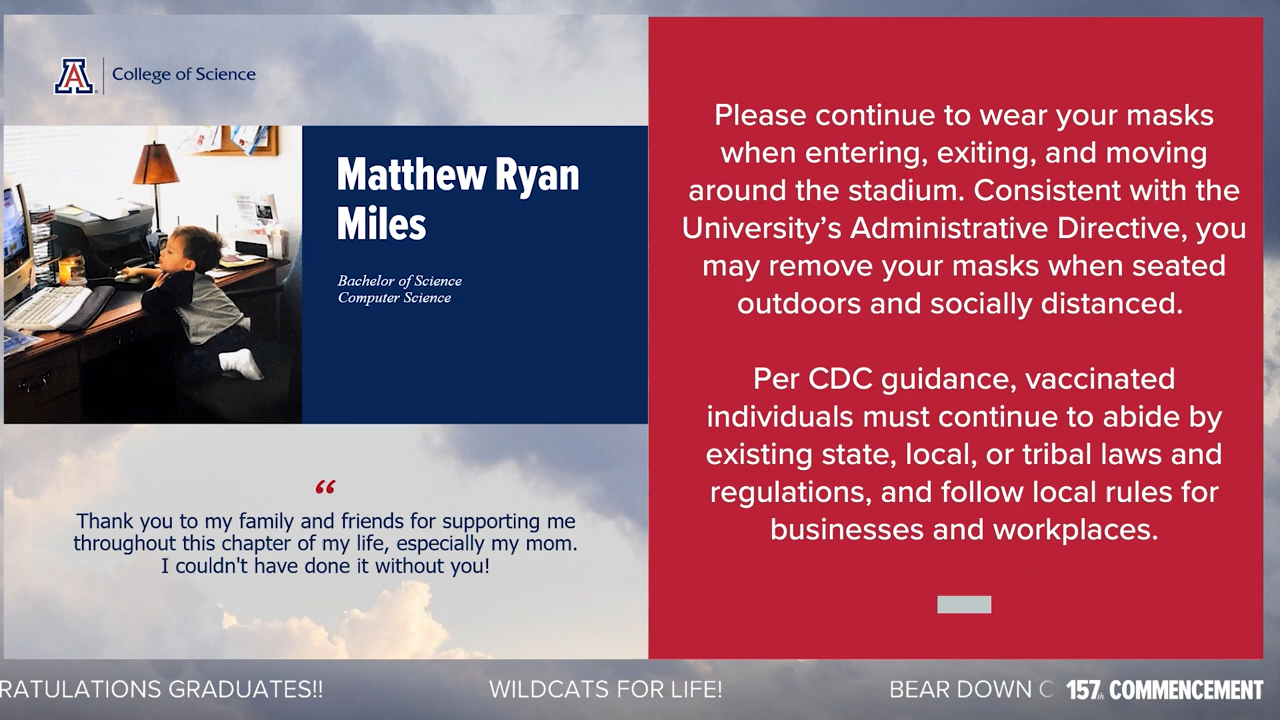 A
College of Science
Matthew Ryan
Miles
Bachelor of Science
Computer Science
“
Thank you to my family and friends for supporting me
throughout this chapter of my life, especially my mom.
I couldn't have done it without you!
Please continue to wear your masks
when entering, exiting, and moving
around the stadium. Consistent with the
University’s Administrative Directive, you
may remove your masks when seated
outdoors and socially distanced.
Per CDC guidance, vaccinated
individuals must continue to abide by
existing state, local, or tribal laws and
regulations, and follow local rules for
businesses and workplaces.
RATULATIONS GRADUATES!! WILDCATS FOR LIFE! BEAR DOWN C 157th COMMENCEMENT